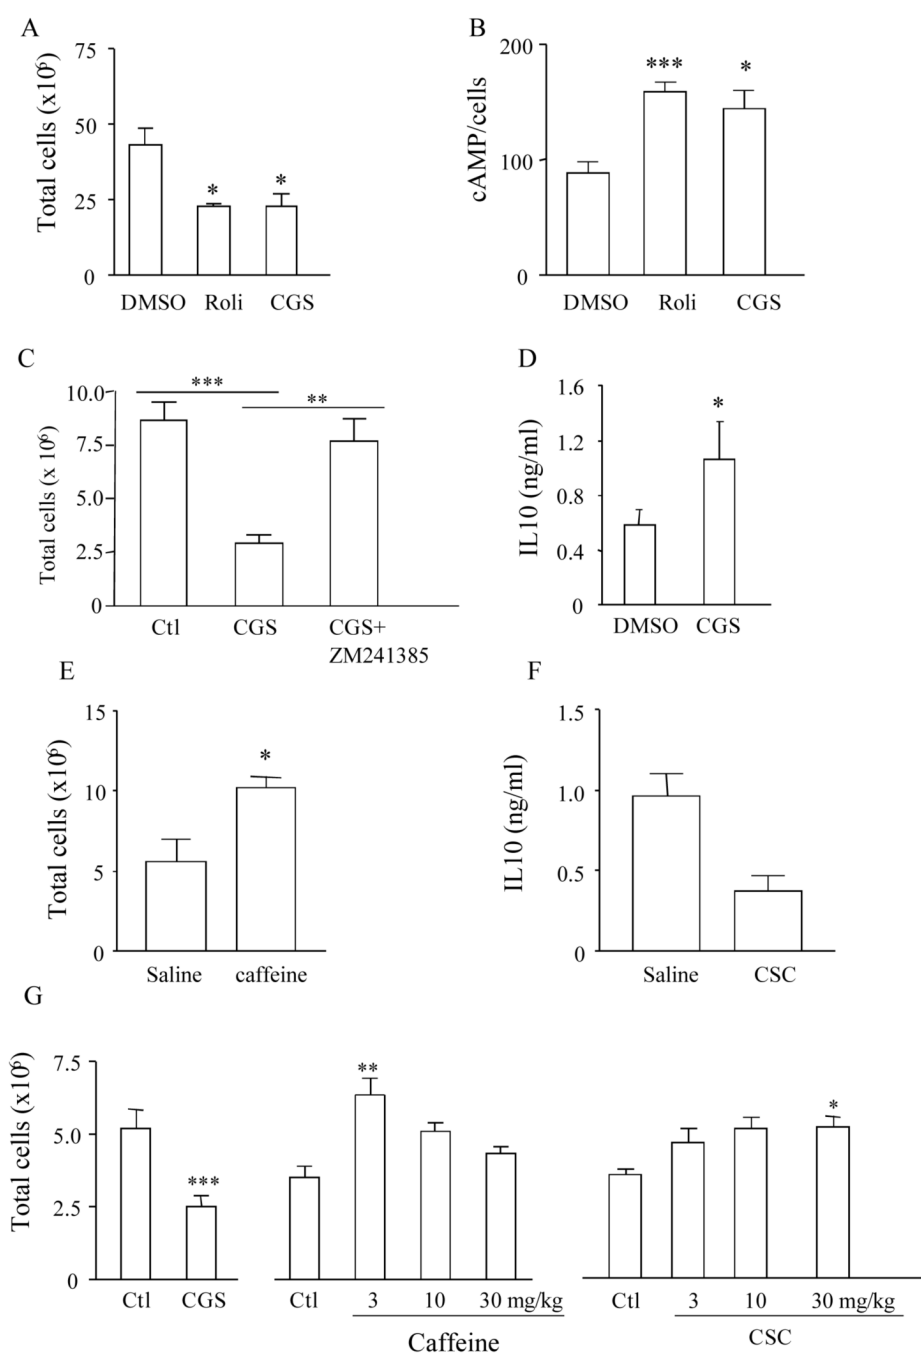 A
75
50
25
0
Total cells (x10⁶)
*
*
DMSO Roli CGS
B
200
100
0
cAMP/cells
***
*
DMSO Roli CGS
C
10.0
7.5
5.0
2.5
0
Total cells (x 10⁶)
***
**
Ctl CGS CGS+
ZM241385
D
1.6
1.2
0.8
0.4
0
IL10 (ng/ml)
*
DMSO CGS
E
15
10
5
0
Total cells (x10⁶)
*
Saline caffeine
F
1.5
1.0
0.5
0
IL10 (ng/ml)
Saline CSC
G
7.5
5.0
2.5
0
Total cells (x10⁶)
***
Ctl CGS
**
Ctl 3 10 30 mg/kg
Caffeine
*
Ctl 3 10 30 mg/kg
CSC